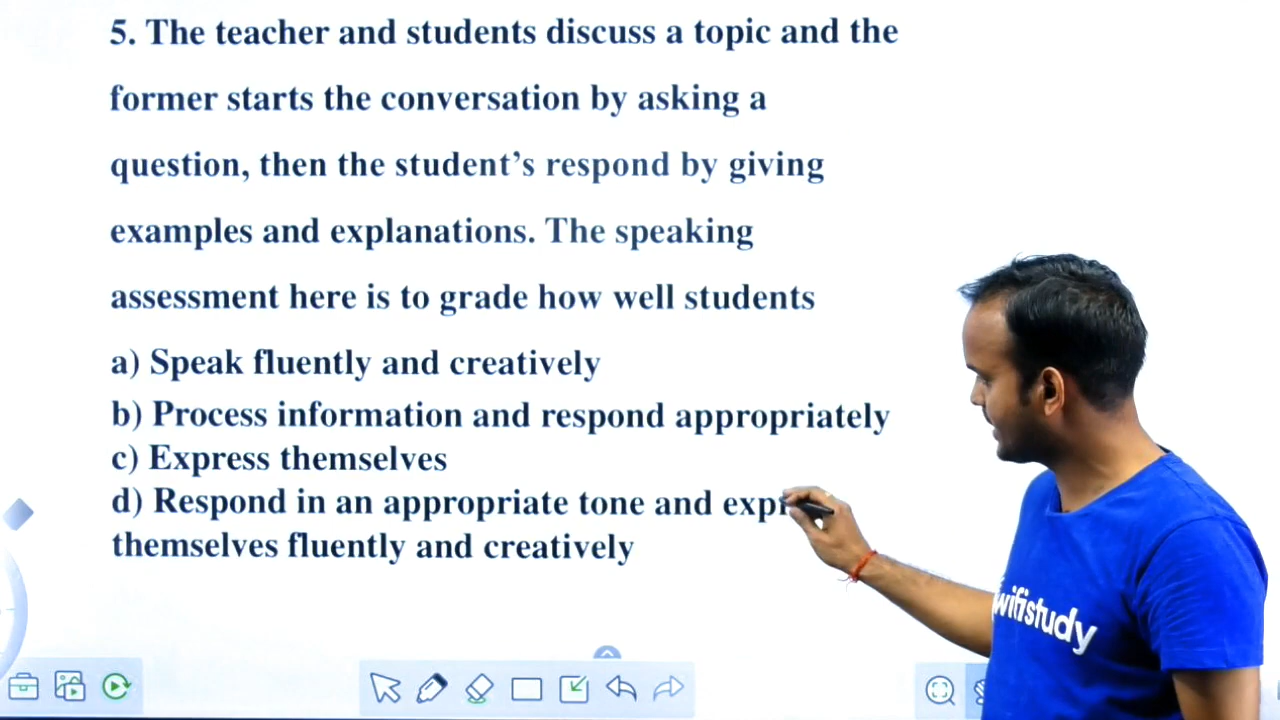 5. The teacher and students discuss a topic and the
former starts the conversation by asking a
question, then the student’s respond by giving
examples and explanations. The speaking
assessment here is to grade how well students
a) Speak fluently and creatively
b) Process information and respond appropriately
c) Express themselves
d) Respond in an appropriate tone and
themselves fluently and creatively
wifistudy